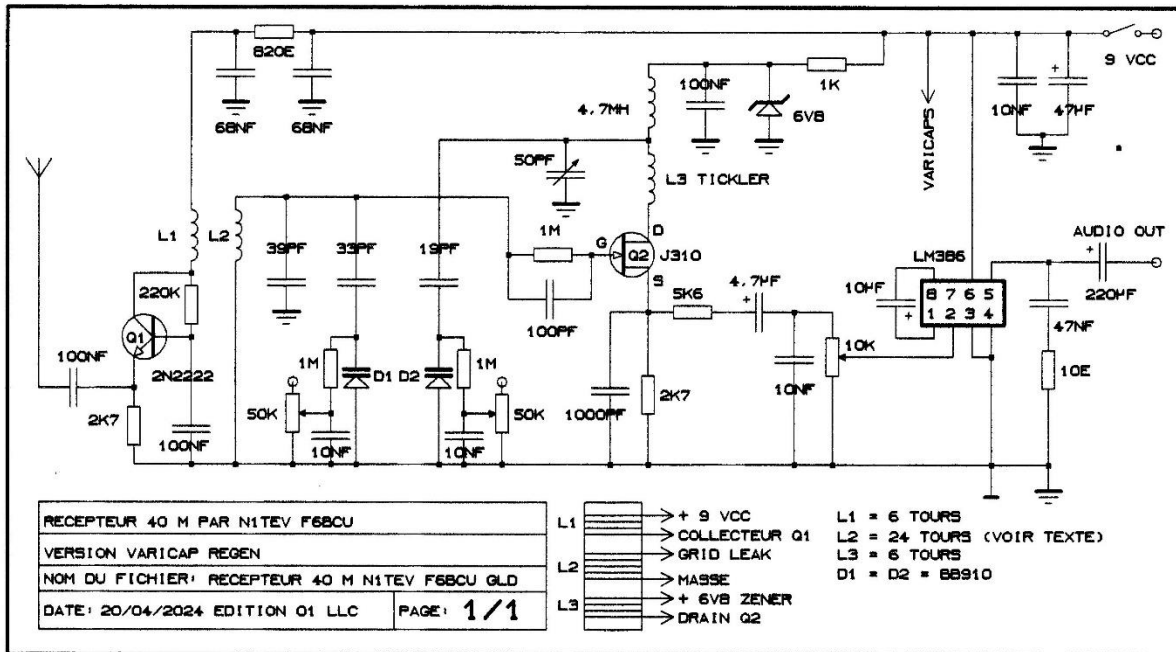 820E
68NF
68NF
4,7MH
100NF
6V8
1K
VARICAPS
10NF
47µF
+
9 VCC
50PF
L3 TICKLER
L1
L2
39PF
33PF
19PF
1M
G
D
Q2
S
J310
100PF
LM386
AUDIO OUT
+
220µF
220K
Q1
2N2222
100NF
2K7
100NF
50K
1M
10NF
D1
D2
1M
10NF
50K
1000PF
2K7
5K6
4,7µF
+
10NF
10K
10µF
+
8 7 6 5
1 2 3 4
47NF
10E
RECEPTEUR 40 M PAR N1TEV F6BCU
VERSION VARICAP REGEN
NOM DU FICHIER: RECEPTEUR 40 M N1TEV F6BCU GLD
DATE: 20/04/2024 EDITION 01 LLC
PAGE: 1/1
L1
L2
L3
+ 9 VCC
COLLECTEUR Q1
GRID LEAK
MASSE
+ 6V8 ZENER
DRAIN Q2
L1 = 6 TOURS
L2 = 24 TOURS (VOIR TEXTE)
L3 = 6 TOURS
D1 = D2 = BB910